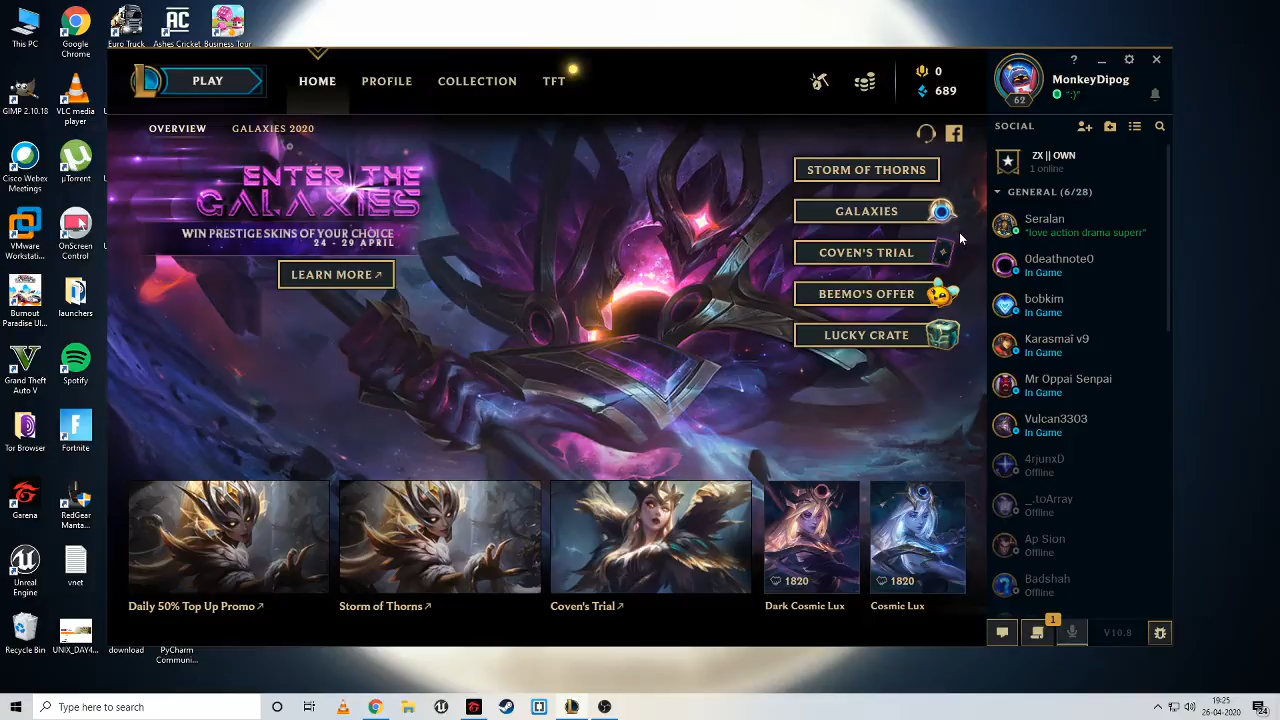 This PC
Google
Chrome
Euro Truck
Ashes Cricket
Business Tour
GIMP 2.10.18
VLC media
player
Cisco Webex
Meetings
µTorrent
VMware
Workstati...
OnScreen
Control
Burnout
Paradise Ul...
launchers
Grand Theft
Auto V
Spotify
Tor Browser
Fortnite
Garena
RedGear
Manta...
Unreal
Engine
vnet
Recycle Bin
UNIX_DAY4...
download
PyCharm
Communi...
PLAY
HOME
PROFILE
COLLECTION
TFT
0
689
OVERVIEW
GALAXIES 2020
ENTER THE
GALAXIES
WIN PRESTIGE SKINS OF YOUR CHOICE
24 - 29 APRIL
LEARN MORE
STORM OF THORNS
GALAXIES
COVEN'S TRIAL
BEEMO'S OFFER
LUCKY CRATE
1820
1820
Daily 50% Top Up Promo
Storm of Thorns
Coven's Trial
Dark Cosmic Lux
Cosmic Lux
62
MonkeyDipog
":)"
SOCIAL
ZX || OWN
1 online
GENERAL (6/28)
Seralan
"love action drama superr"
0deathnote0
In Game
bobkim
In Game
Karasmaï v9
In Game
Mr Oppai Senpai
In Game
Vulcan3303
In Game
4rjunxD
Offline
_.toArray
Offline
Ap Sion
Offline
Badshah
Offline
1
V10.8
Type here to search
19:25
26-04-2020
24